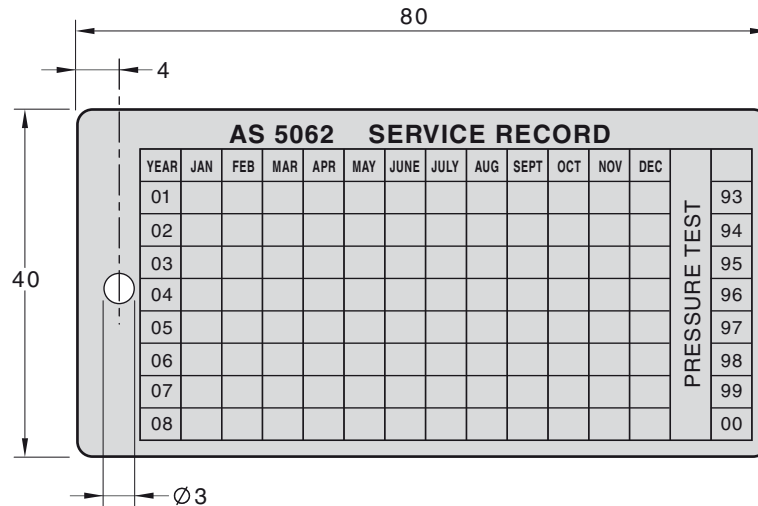 80
4
AS 5062 SERVICE RECORD
YEAR JAN FEB MAR APR MAY JUNE JULY AUG SEPT OCT NOV DEC
01 93
02 94
03 95
40 04 96
05 97
06 98
07 99
08 00
PRESSURE TEST
Ø3